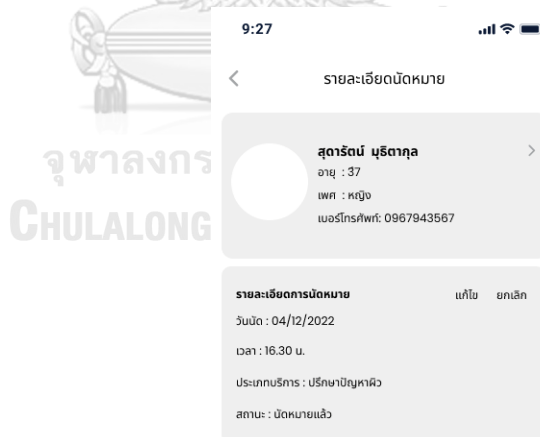 9:27
รายละเอียดนัดหมาย
สุดารัตน์ มุธิตากุล
อายุ : 37
เพศ : หญิง
เบอร์โทรศัพท์: 0967943567
จุฬาลงกร
CHULALONG
รายละเอียดการนัดหมาย แก้ไข ยกเลิก
วันนัด : 04/12/2022
เวลา : 16.30 น.
ประเภทบริการ : ปรึกษาปัญหาผิว
สถานะ : นัดหมายแล้ว